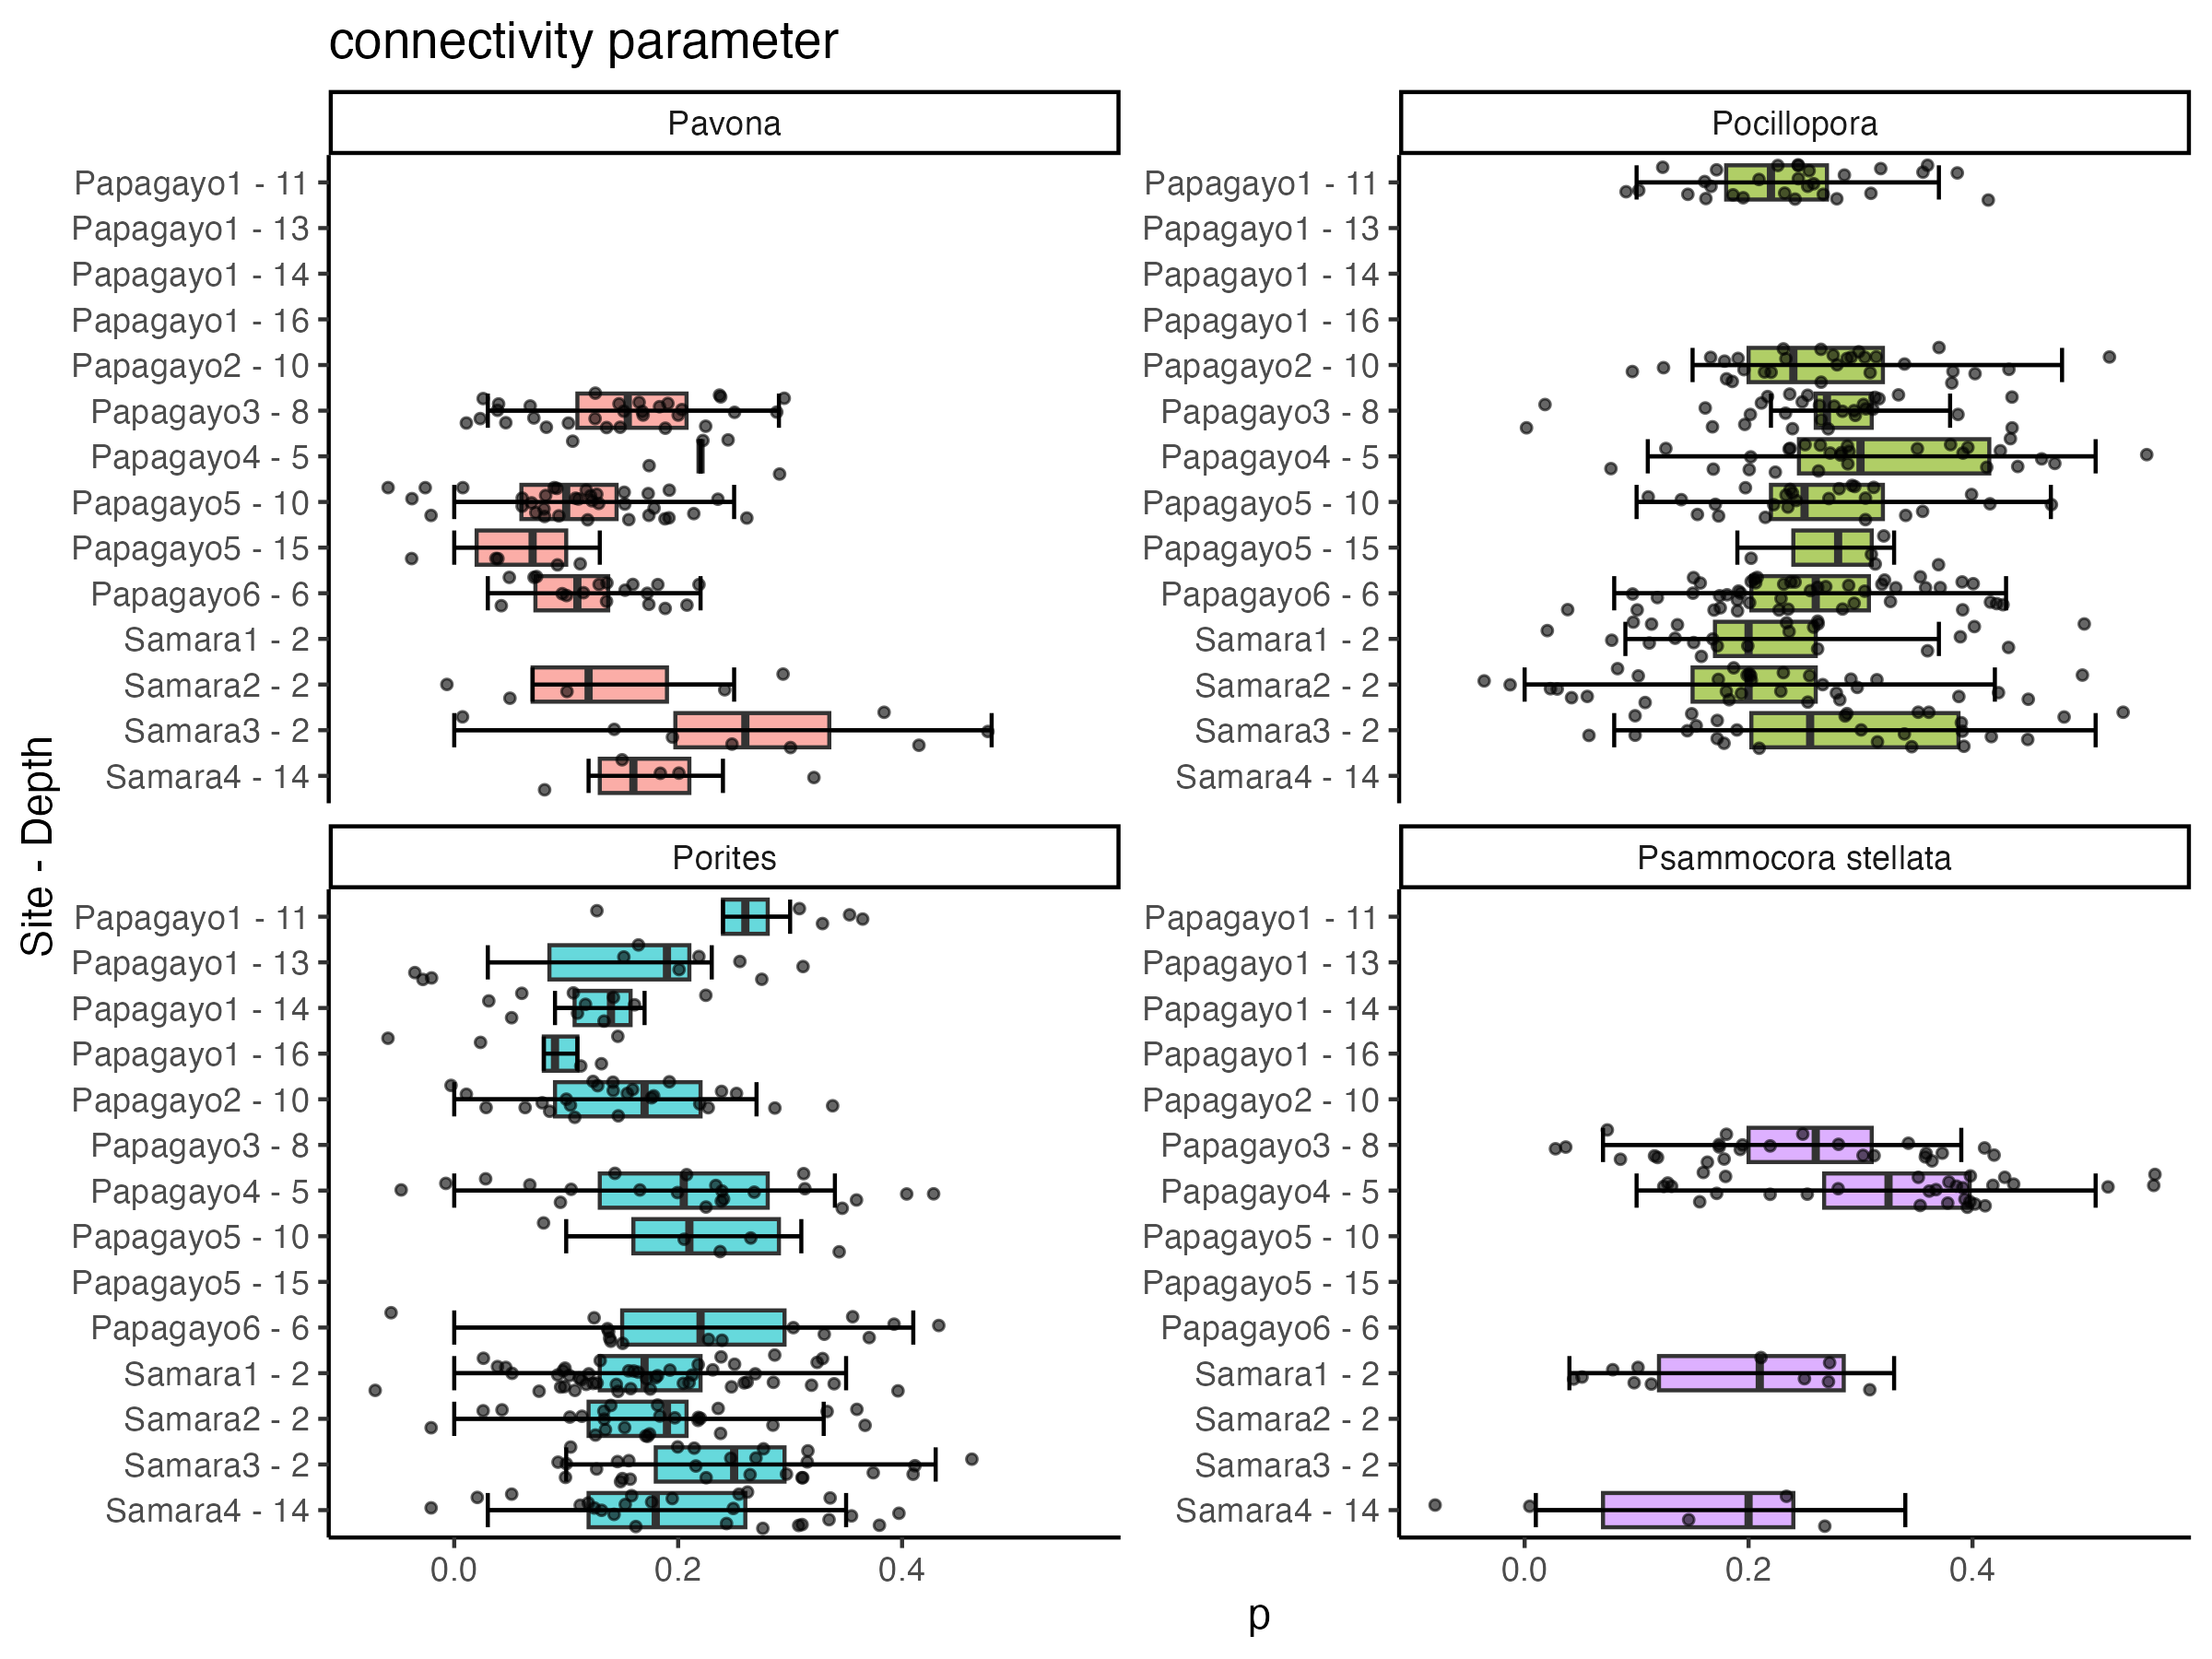 connectivity parameter
Pavona
Papagayo1 - 11
Papagayo1 - 13
Papagayo1 - 14
Papagayo1 - 16
Papagayo2 - 10
Papagayo3 - 8
Papagayo4 - 5
Papagayo5 - 10
Papagayo5 - 15
Papagayo6 - 6
Samara1 - 2
Samara2 - 2
Samara3 - 2
Samara4 - 14
Pocillopora
Papagayo1 - 11
Papagayo1 - 13
Papagayo1 - 14
Papagayo1 - 16
Papagayo2 - 10
Papagayo3 - 8
Papagayo4 - 5
Papagayo5 - 10
Papagayo5 - 15
Papagayo6 - 6
Samara1 - 2
Samara2 - 2
Samara3 - 2
Samara4 - 14
Site - Depth
Porites
Papagayo1 - 11
Papagayo1 - 13
Papagayo1 - 14
Papagayo1 - 16
Papagayo2 - 10
Papagayo3 - 8
Papagayo4 - 5
Papagayo5 - 10
Papagayo5 - 15
Papagayo6 - 6
Samara1 - 2
Samara2 - 2
Samara3 - 2
Samara4 - 14
0.0 0.2 0.4
Psammocora stellata
Papagayo1 - 11
Papagayo1 - 13
Papagayo1 - 14
Papagayo1 - 16
Papagayo2 - 10
Papagayo3 - 8
Papagayo4 - 5
Papagayo5 - 10
Papagayo5 - 15
Papagayo6 - 6
Samara1 - 2
Samara2 - 2
Samara3 - 2
Samara4 - 14
0.0 0.2 0.4
p